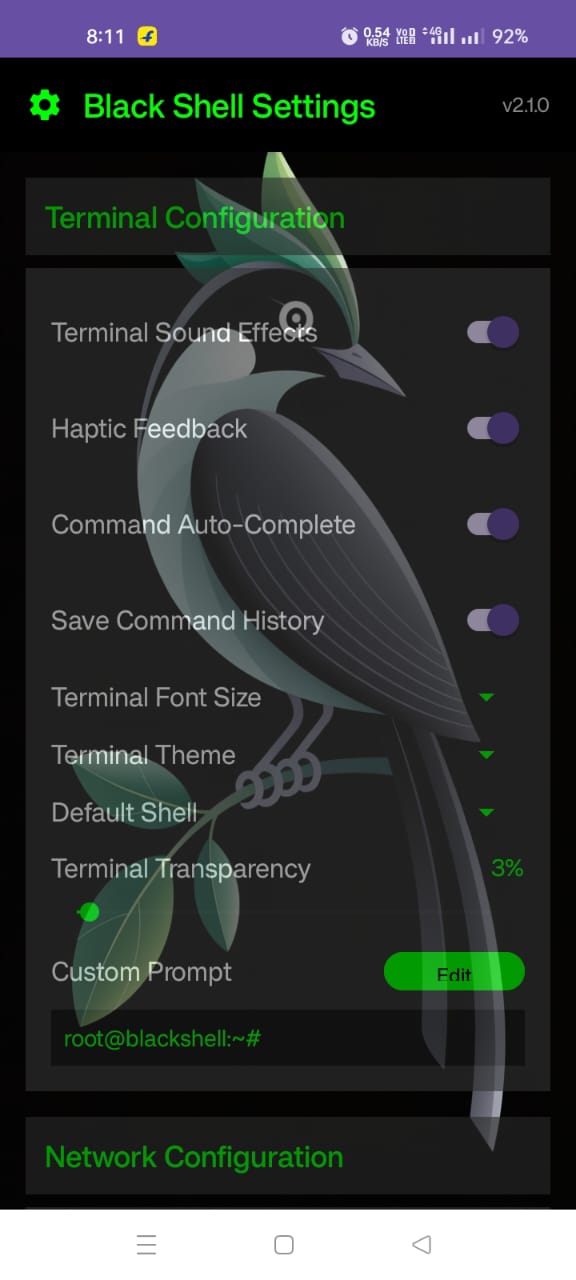 8:11 0.54 KB/S VoD LTEB 4G 92%
Black Shell Settings v2.1.0
Terminal Configuration
Terminal Sound Effects
Haptic Feedback
Command Auto-Complete
Save Command History
Terminal Font Size
Terminal Theme
Default Shell
Terminal Transparency 3%
Custom Prompt Edit
root@blackshell:~#
Network Configuration